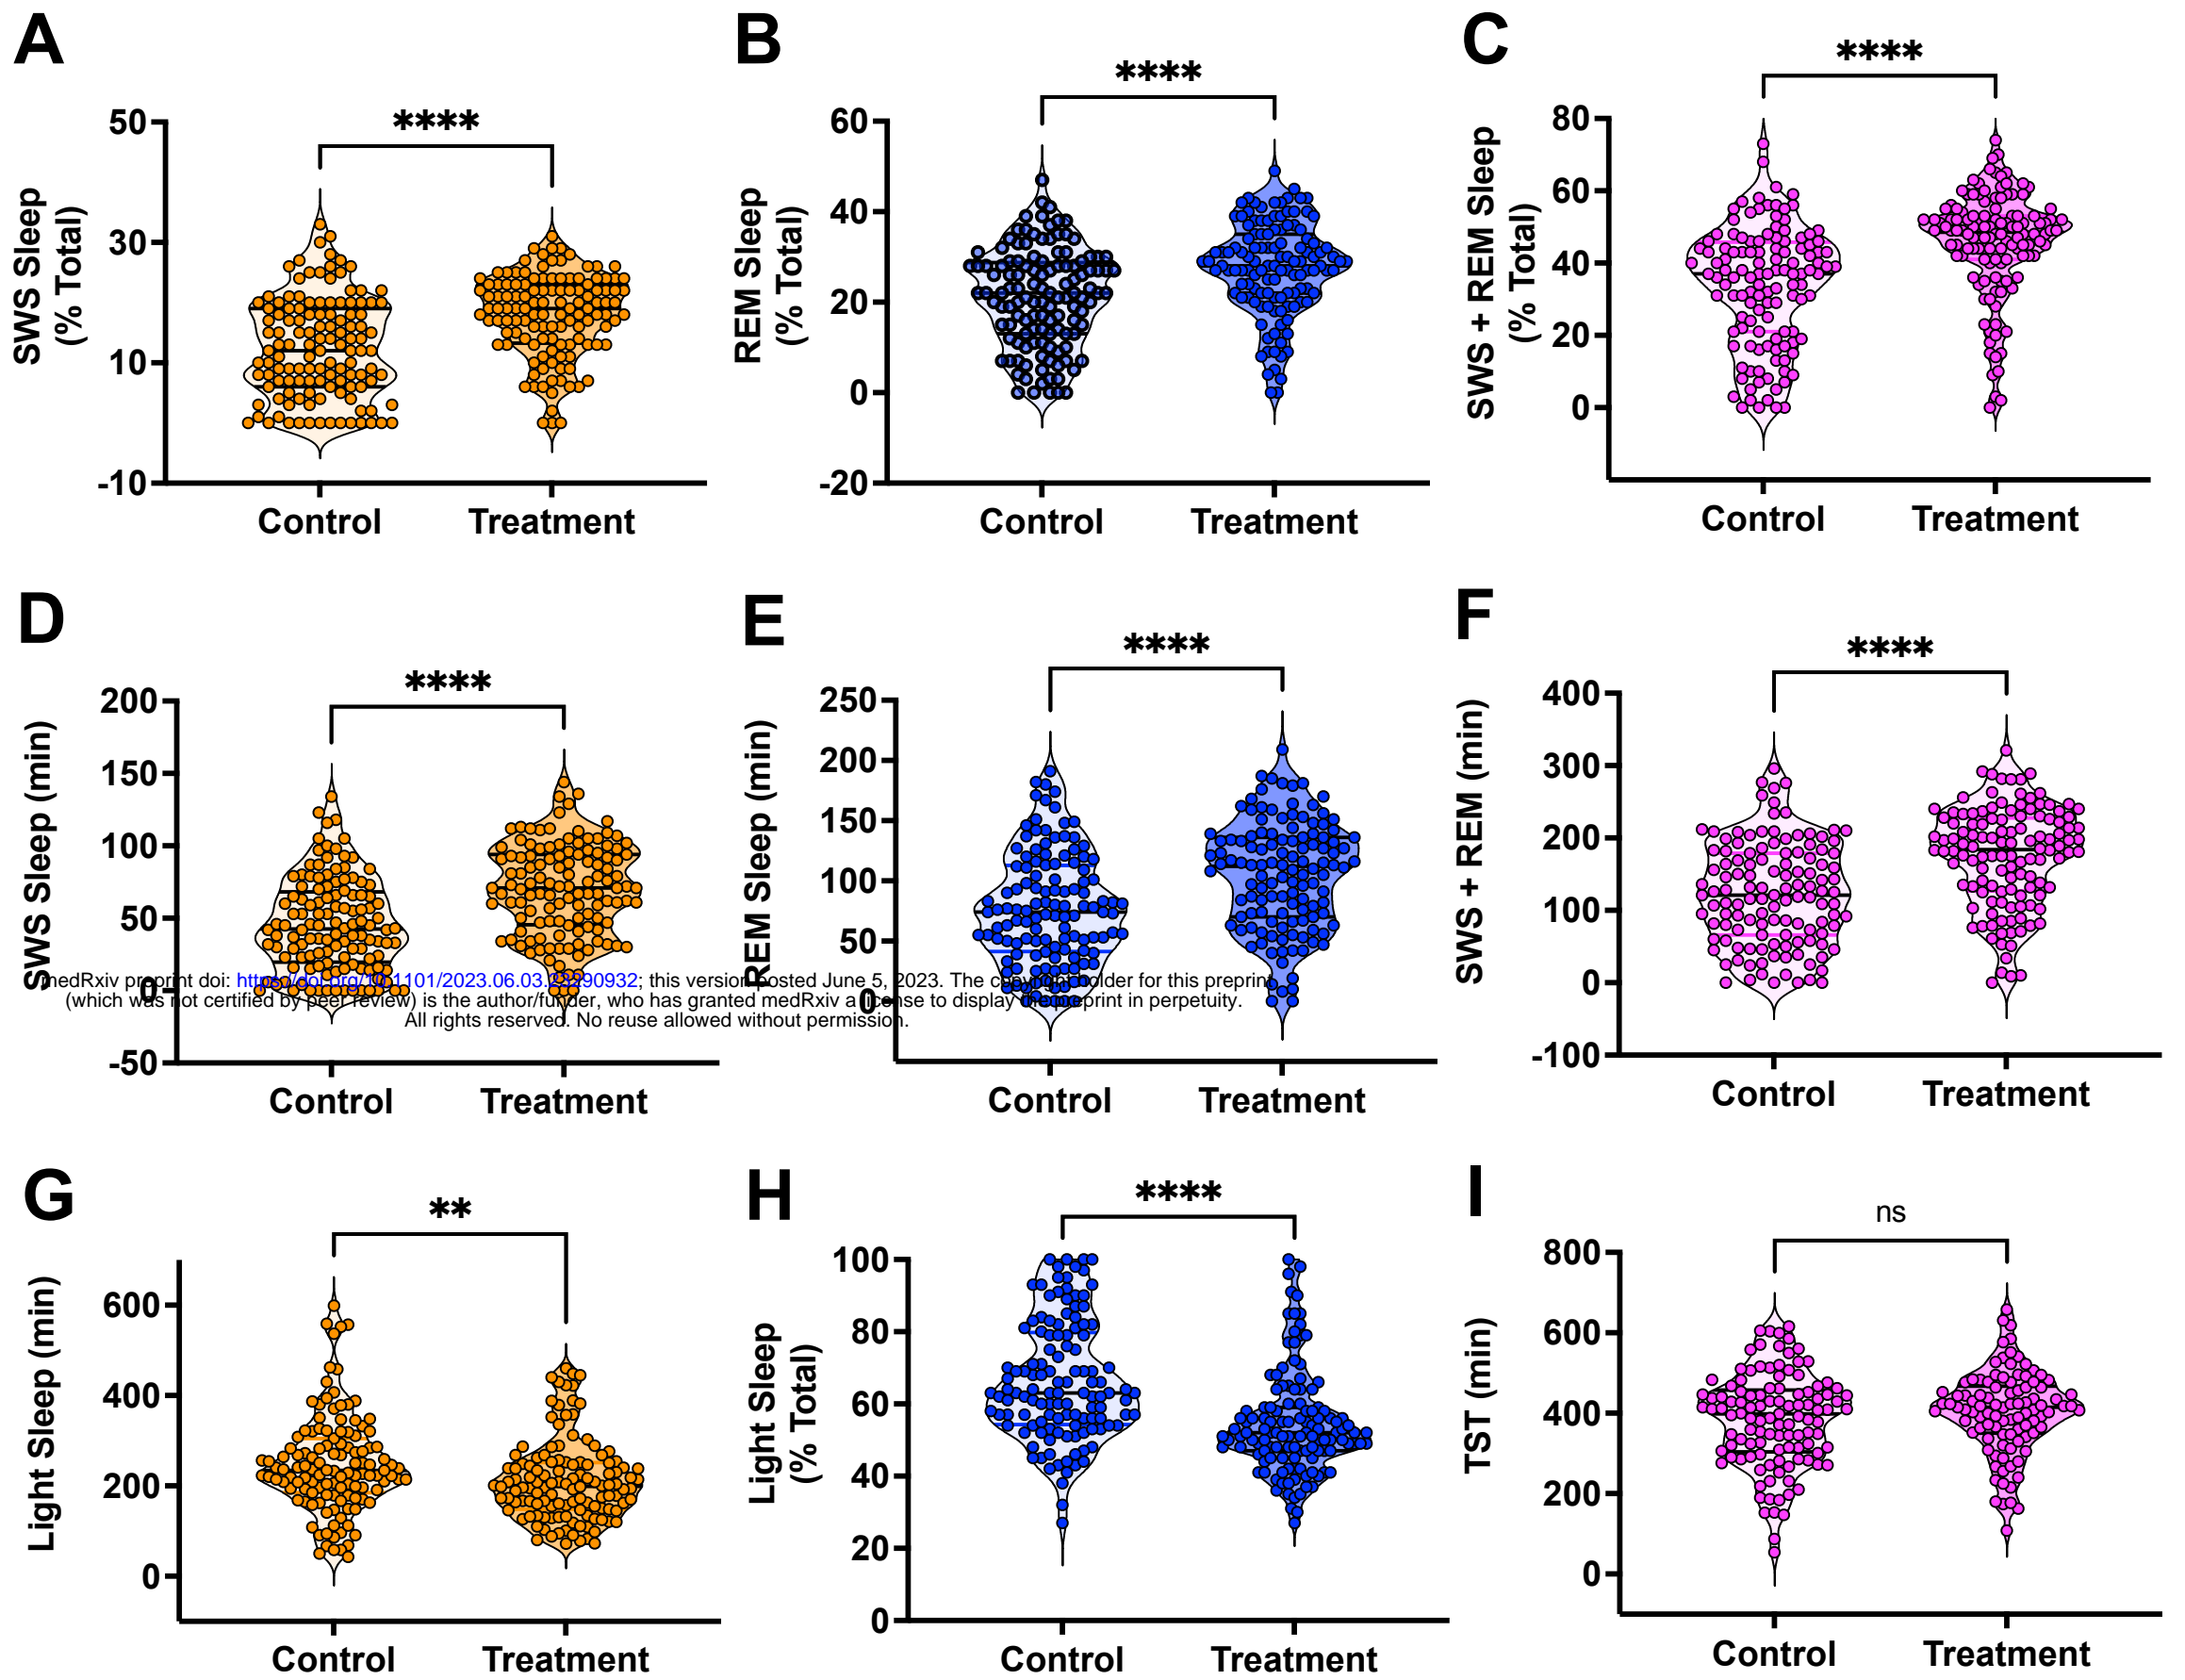 A
B
C
****
****
****
50
30
10
-10
SWS Sleep
(% Total)
Control
Treatment
60
40
20
0
-20
REM Sleep
(% Total)
Control
Treatment
80
60
40
20
0
SWS + REM Sleep
(% Total)
Control
Treatment
D
E
F
****
****
****
200
150
100
50
0
-50
SWS Sleep (min)
Control
Treatment
250
200
150
100
50
0
REM Sleep (min)
Control
Treatment
400
300
200
100
0
-100
SWS + REM (min)
Control
Treatment
medRxiv preprint doi: https://doi.org/10.1101/2023.06.03.23290932; this version posted June 5, 2023. The copyright holder for this preprint
(which was not certified by peer review) is the author/funder, who has granted medRxiv a license to display the preprint in perpetuity.
All rights reserved. No reuse allowed without permission.
G
H
I
**
****
ns
600
400
200
0
Light Sleep (min)
Control
Treatment
100
80
60
40
20
0
Light Sleep
(% Total)
Control
Treatment
800
600
400
200
0
TST (min)
Control
Treatment